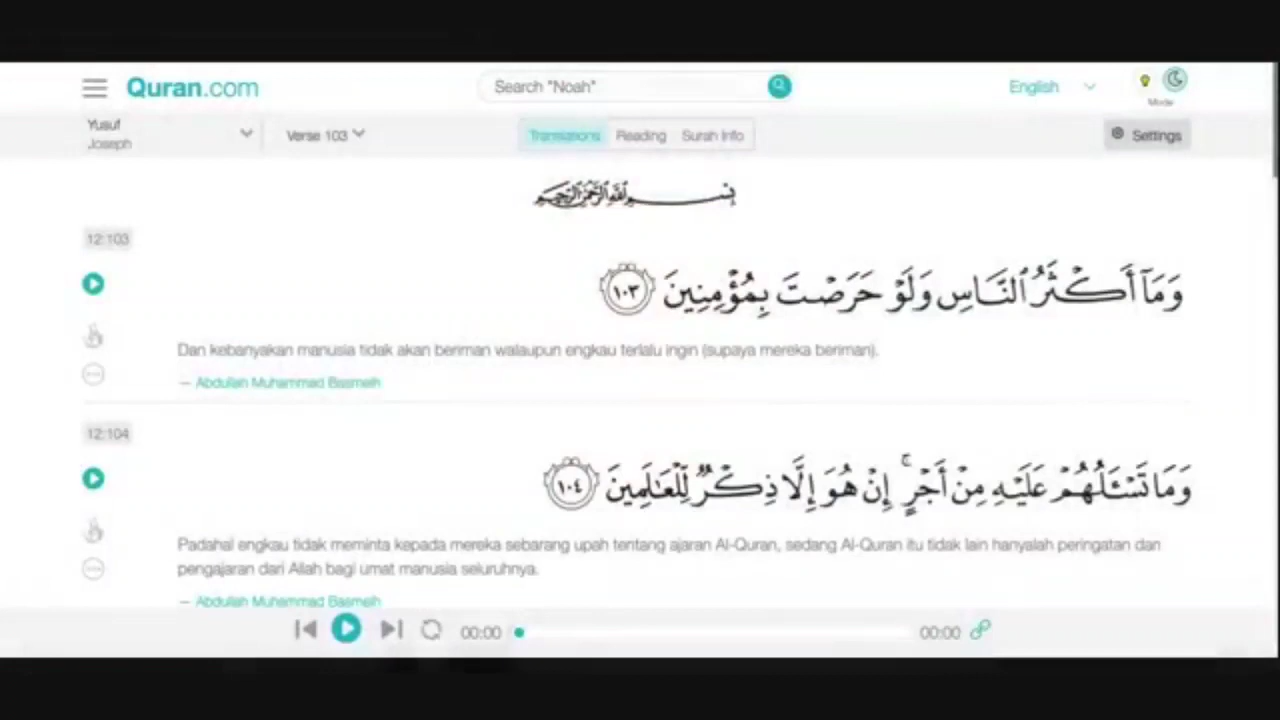 Quran.com
Search "Noah"
English
Mode
Yusuf
Joseph
Verse 103
Translations
Reading
Surah Info
Settings
بِسْمِ ٱللَّهِ ٱلرَّحْمَٰنِ ٱلرَّحِيمِ
12:103
وَمَآ أَكْثَرُ ٱلنَّاسِ وَلَوْ حَرَصْتَ بِمُؤْمِنِينَ ١٠٣
Dan kebanyakan manusia tidak akan beriman walaupun engkau terlalu ingin (supaya mereka beriman).
— Abdullah Muhammad Basmeih
12:104
وَمَا تَسْـَٔلُهُمْ عَلَيْهِ مِنْ أَجْرٍ ۚ إِنْ هُوَ إِلَّا ذِكْرٌ لِّلْعَـٰلَمِينَ ١٠٤
Padahal engkau tidak meminta kepada mereka sebarang upah tentang ajaran Al-Quran, sedang Al-Quran itu tidak lain hanyalah peringatan dan
pengajaran dari Allah bagi umat manusia seluruhnya.
— Abdullah Muhammad Basmeih
00:00
00:00